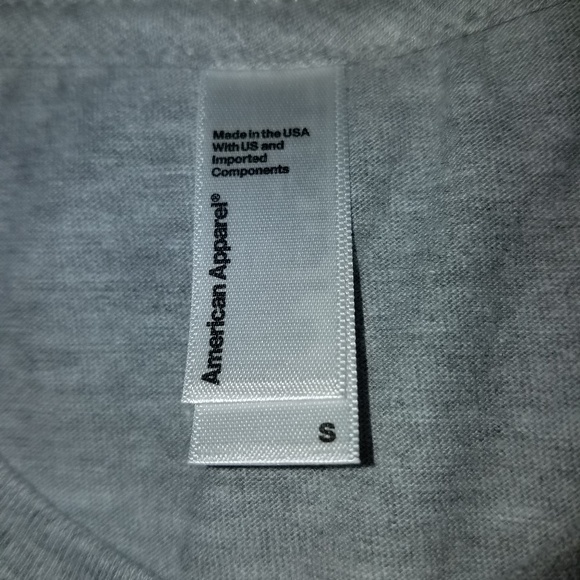 Made in the USA
With US and
Imported
Components
American Apparel®
S